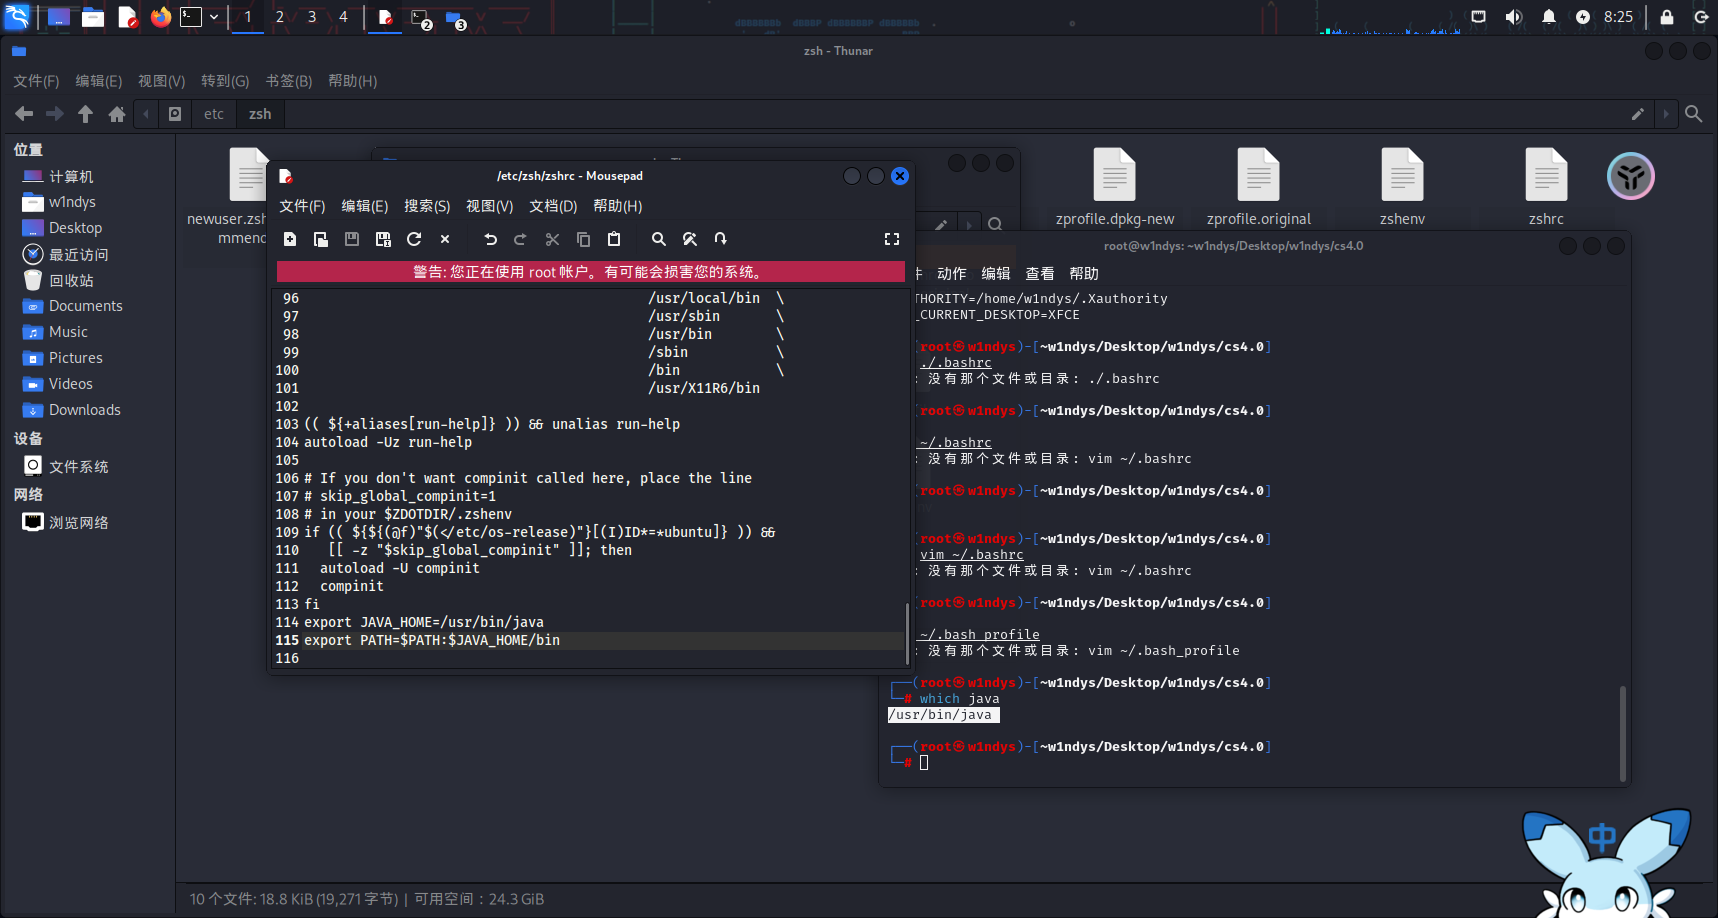 1 2 3 4
2
3
8:25
zsh - Thunar
文件(F) 编辑(E) 视图(V) 转到(G) 书签(B) 帮助(H)
etc zsh
位置
计算机
w1ndys
Desktop
最近访问
回收站
Documents
Music
Pictures
Videos
Downloads
设备
文件系统
网络
浏览网络
newuser.zsh
mmend
zprofile.dpkg-new
zprofile.original
zshenv
zshrc
/etc/zsh/zshrc - Mousepad
文件(F) 编辑(E) 搜索(S) 视图(V) 文档(D) 帮助(H)
警告: 您正在使用 root 帐户。有可能会损害您的系统。
96 /usr/local/bin \
97 /usr/sbin \
98 /usr/bin \
99 /sbin \
100 /bin \
101 /usr/X11R6/bin
102
103 (( ${+aliases[run-help]} )) && unalias run-help
104 autoload -Uz run-help
105
106 # If you don't want compinit called here, place the line
107 # skip_global_compinit=1
108 # in your $ZDOTDIR/.zshenv
109 if (( ${${(@f)"$(</etc/os-release)"}[(I)ID*=*ubuntu]} )) &&
110 [[ -z "$skip_global_compinit" ]]; then
111 autoload -U compinit
112 compinit
113 fi
114 export JAVA_HOME=/usr/bin/java
115 export PATH=$PATH:$JAVA_HOME/bin
116
root@w1ndys: ~w1ndys/Desktop/w1ndys/cs4.0
件 动作 编辑 查看 帮助
THORITY=/home/w1ndys/.Xauthority
_CURRENT_DESKTOP=XFCE
(root㉿w1ndys)-[~w1ndys/Desktop/w1ndys/cs4.0]
./.bashrc
: 没有那个文件或目录: ./.bashrc
(root㉿w1ndys)-[~w1ndys/Desktop/w1ndys/cs4.0]
~/.bashrc
: 没有那个文件或目录: vim ~/.bashrc
(root㉿w1ndys)-[~w1ndys/Desktop/w1ndys/cs4.0]
(root㉿w1ndys)-[~w1ndys/Desktop/w1ndys/cs4.0]
vim ~/.bashrc
: 没有那个文件或目录: vim ~/.bashrc
(root㉿w1ndys)-[~w1ndys/Desktop/w1ndys/cs4.0]
~/.bash_profile
: 没有那个文件或目录: vim ~/.bash_profile
┌──(root㉿w1ndys)-[~w1ndys/Desktop/w1ndys/cs4.0]
└─# which java
/usr/bin/java
┌──(root㉿w1ndys)-[~w1ndys/Desktop/w1ndys/cs4.0]
└─#
中
10 个文件: 18.8 KiB (19,271 字节) | 可用空间：24.3 GiB